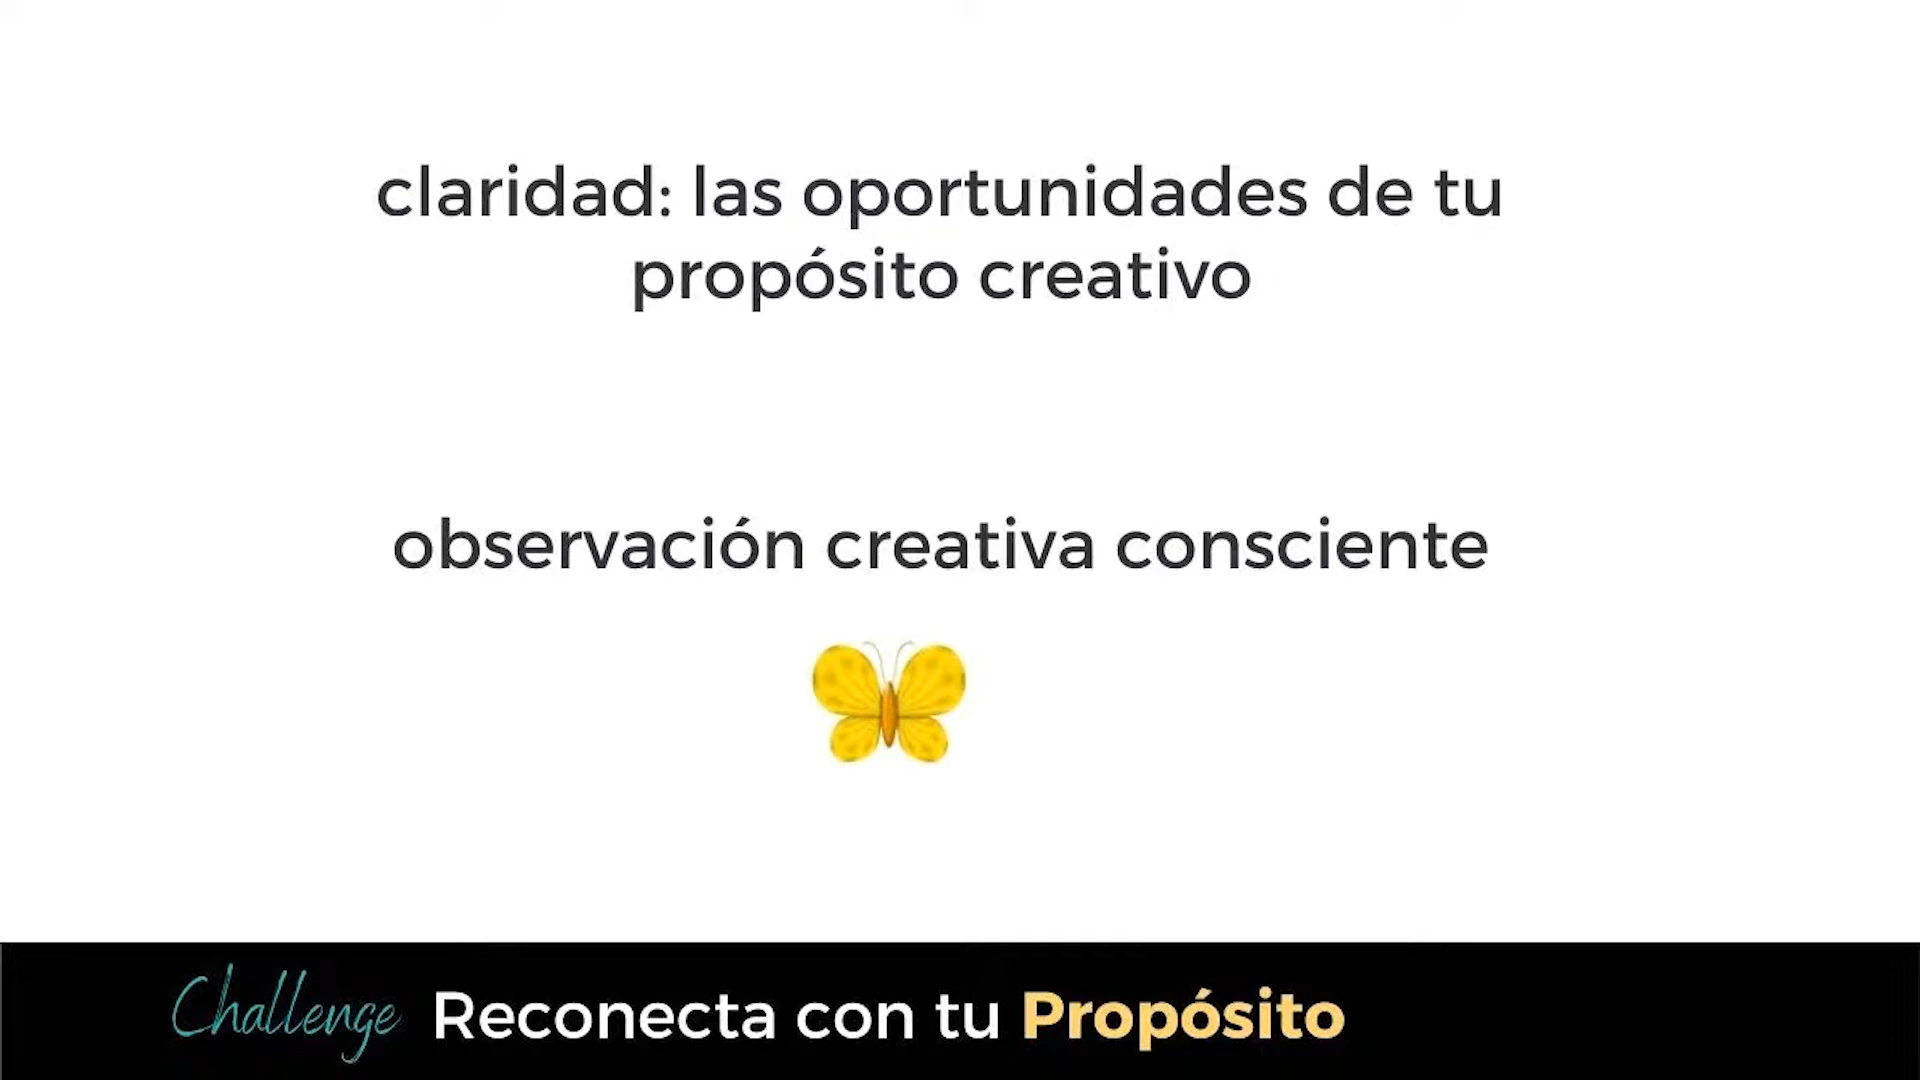 claridad: las oportunidades de tu
propósito creativo
observación creativa consciente
Challenge Reconecta con tu Propósito